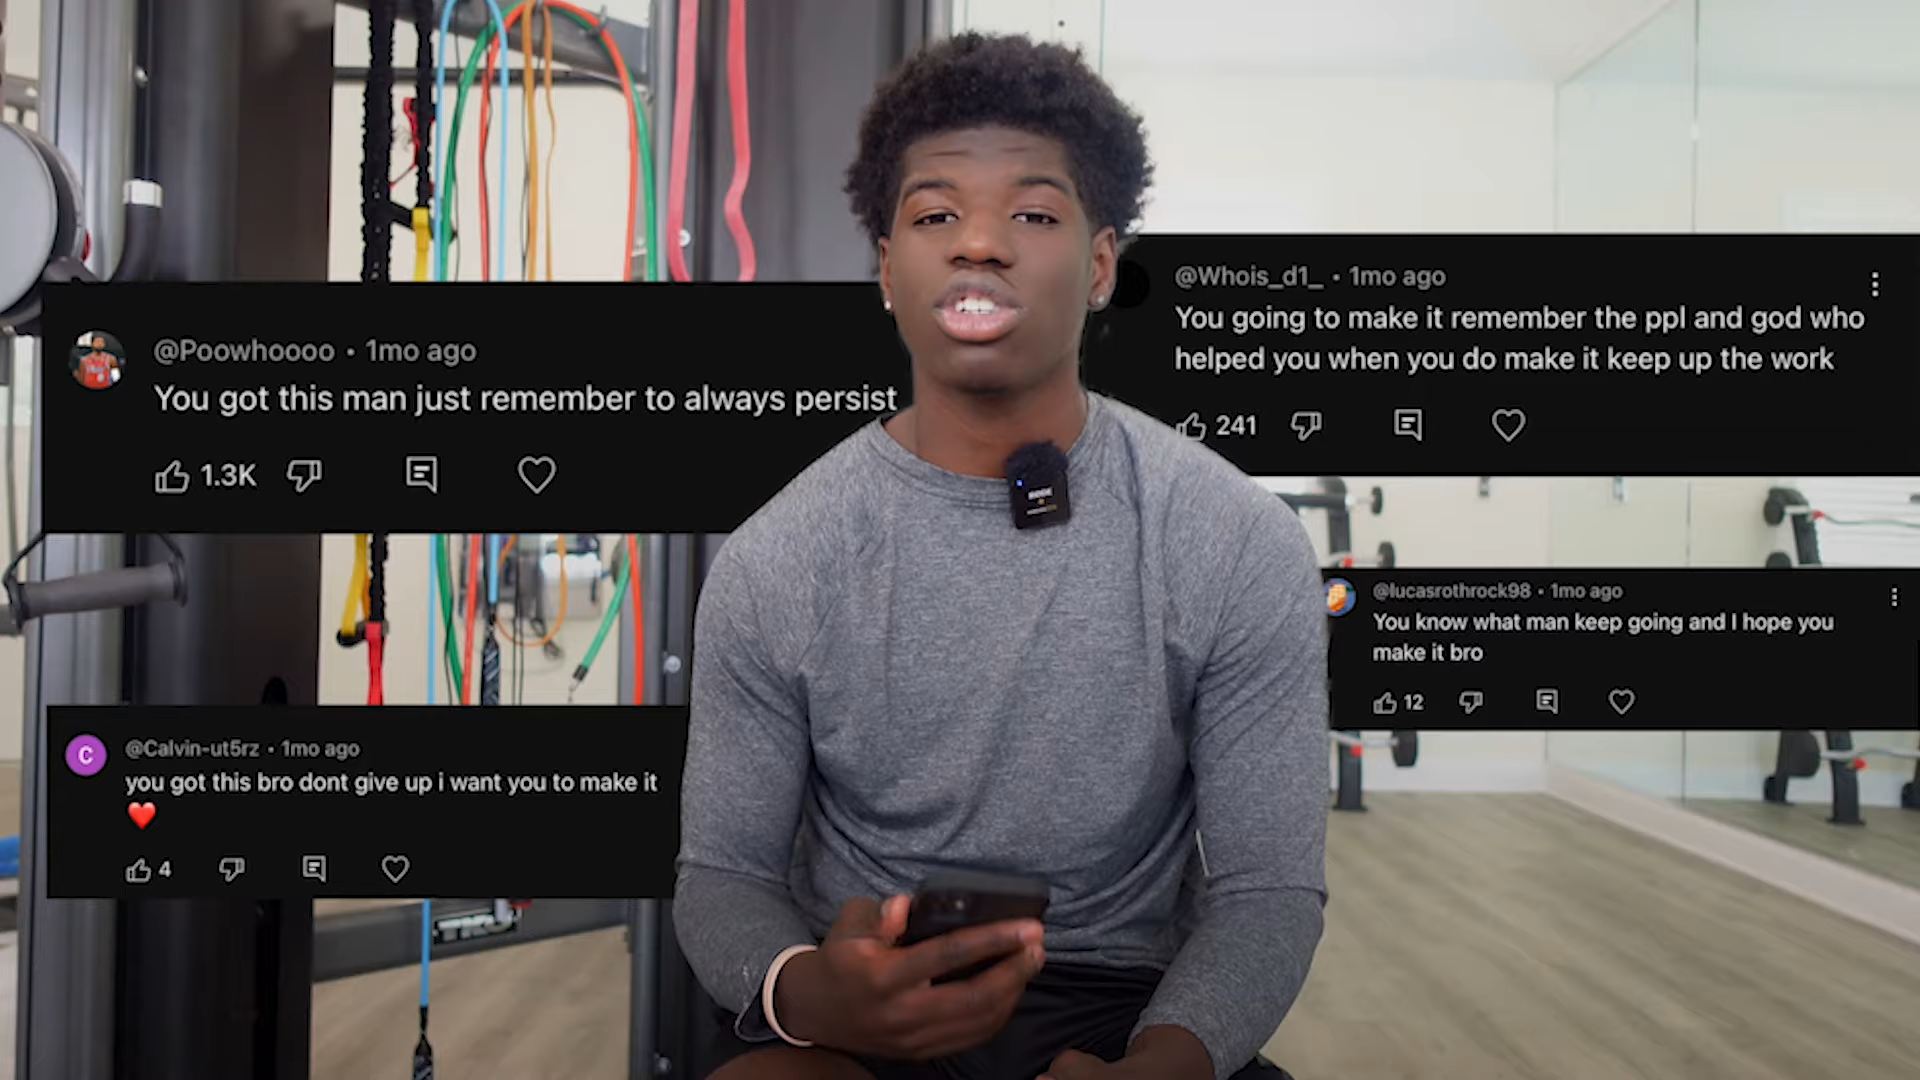 @Poowhoooo • 1mo ago
You got this man just remember to always persist
1.3K
@Whois_d1_ • 1mo ago
You going to make it remember the ppl and god who
helped you when you do make it keep up the work
241
C
@Calvin-ut5rz • 1mo ago
you got this bro dont give up i want you to make it
❤️
4
@lucasrothrock98 • 1mo ago
You know what man keep going and I hope you
make it bro
12
RODE
TRX